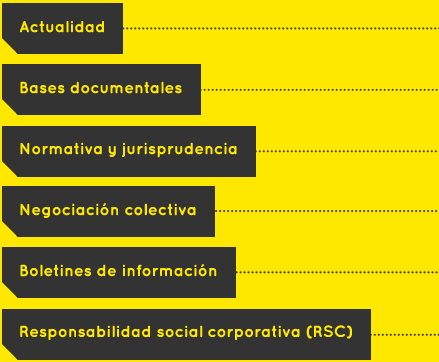 Actualidad
Bases documentales
Normativa y jurisprudencia
Negociación colectiva
Boletines de información
Responsabilidad social corporativa (RSC)